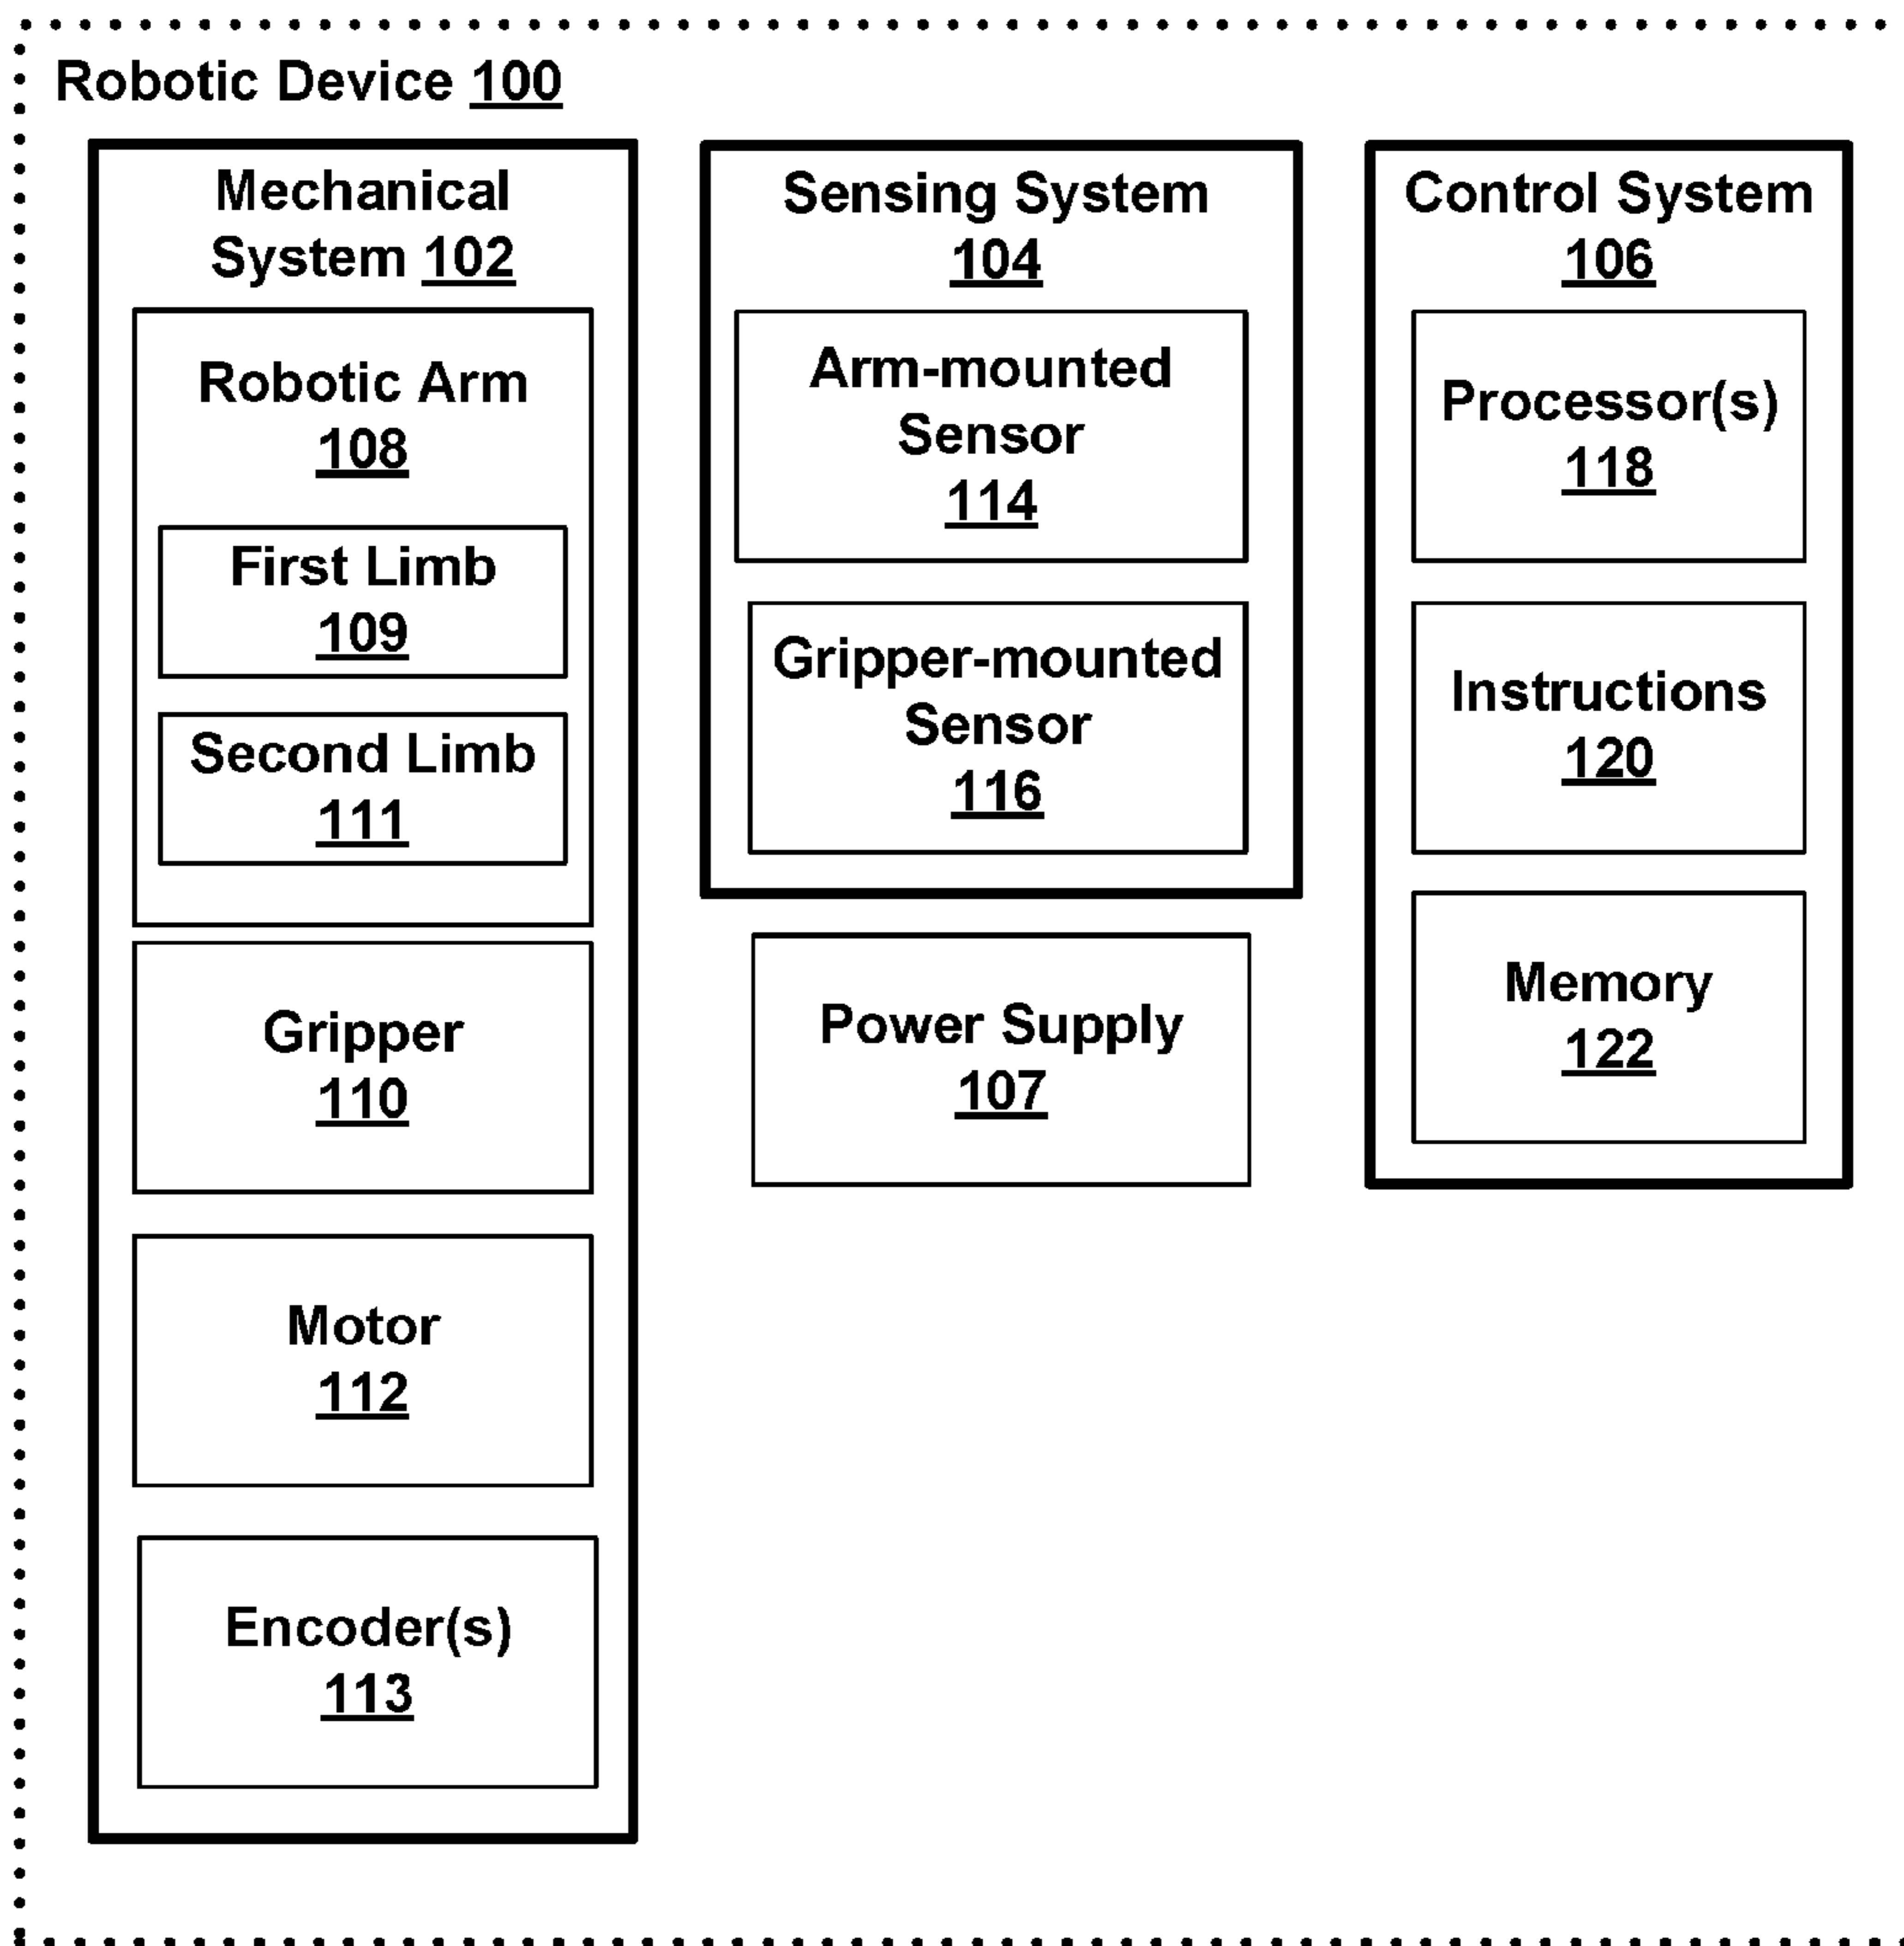 Robotic Device 100
Mechanical
System 102
Robotic Arm
108
First Limb
109
Second Limb
111
Gripper
110
Motor
112
Encoder(s)
113
Sensing System
104
Arm-mounted
Sensor
114
Gripper-mounted
Sensor
116
Power Supply
107
Control System
106
Processor(s)
118
Instructions
120
Memory
122